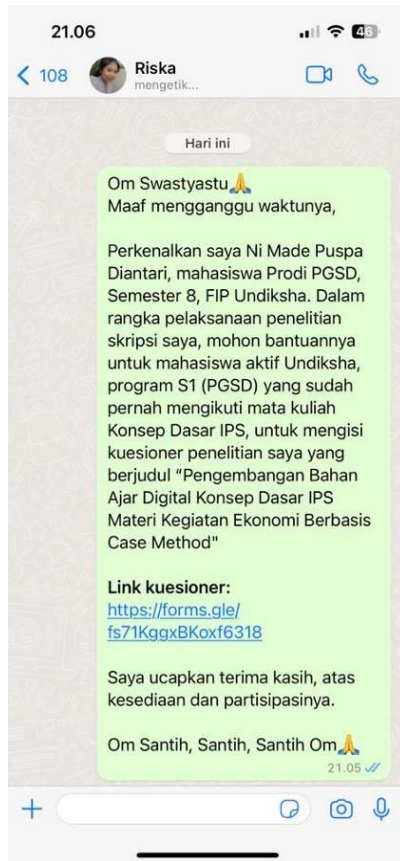 21.06
46
108
Riska
mengetik...
Hari ini
Om Swastyastu🙏
Maaf mengganggu waktunya,
Perkenalkan saya Ni Made Puspa
Diantari, mahasiswa Prodi PGSD,
Semester 8, FIP Undiksha. Dalam
rangka pelaksanaan penelitian
skripsi saya, mohon bantuannya
untuk mahasiswa aktif Undiksha,
program S1 (PGSD) yang sudah
pernah mengikuti mata kuliah
Konsep Dasar IPS, untuk mengisi
kuesioner penelitian saya yang
berjudul “Pengembangan Bahan
Ajar Digital Konsep Dasar IPS
Materi Kegiatan Ekonomi Berbasis
Case Method"
Link kuesioner:
https://forms.gle/
fs71KggxBKoxf6318
Saya ucapkan terima kasih, atas
kesediaan dan partisipasinya.
Om Santih, Santih, Santih Om🙏
21.05